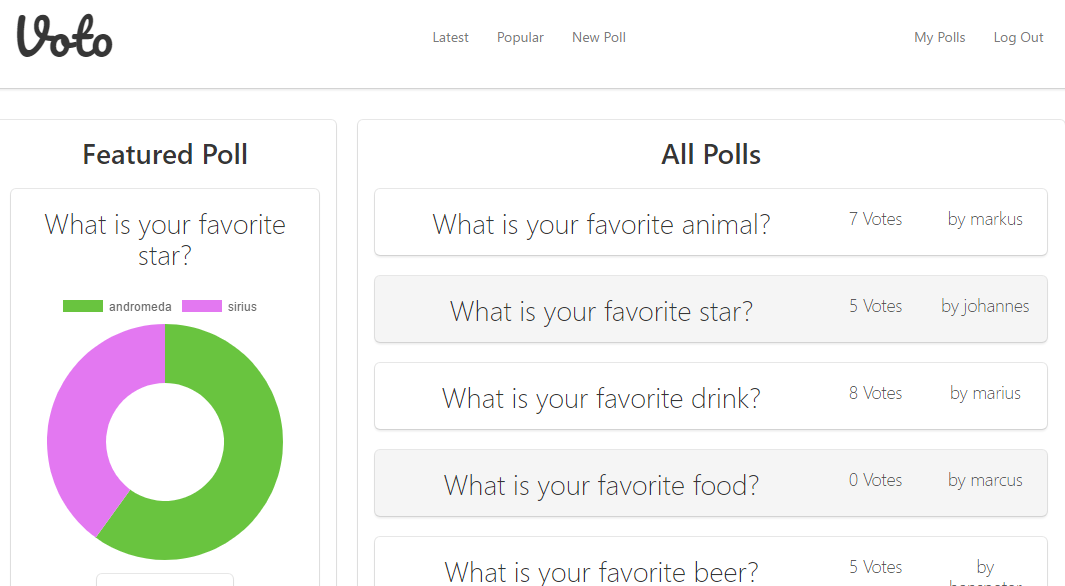 Voto
Latest Popular New Poll My Polls Log Out
Featured Poll
What is your favorite
star?
andromeda sirius
All Polls
What is your favorite animal? 7 Votes by markus
What is your favorite star? 5 Votes by johannes
What is your favorite drink? 8 Votes by marius
What is your favorite food? 0 Votes by marcus
What is your favorite beer? 5 Votes by